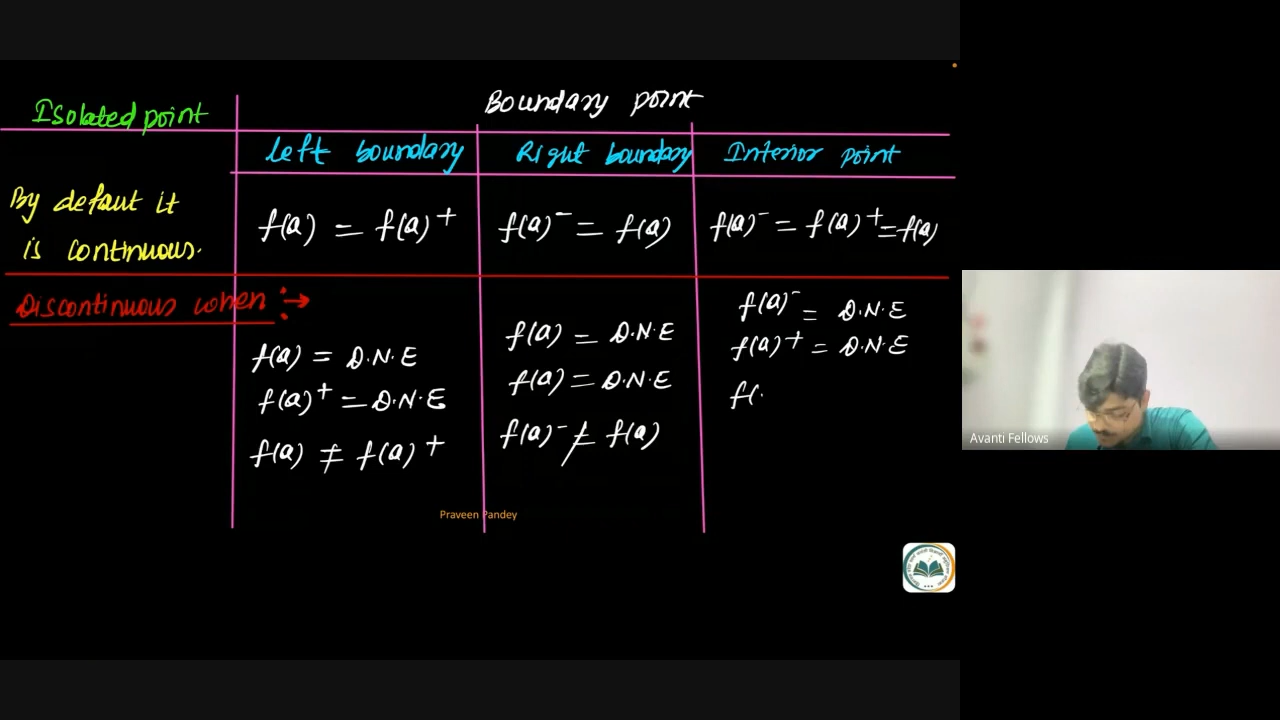 Isolated point
Boundary point
left boundary
Right boundary
Interior point
By defaut it
is continuous.
f(a) = f(a)⁺
f(a)⁻ = f(a)
f(a)⁻ = f(a)⁺ = f(a)
Discontinuous when :→
f(a) = D.N.E
f(a)⁺ = D.N.E
f(a) ≠ f(a)⁺
f(a) = D.N.E
f(a) = D.N.E
f(a)⁻ ≠ f(a)
f(a)⁻ = D.N.E
f(a)⁺ = D.N.E
f(.
Praveen Pandey
Avanti Fellows